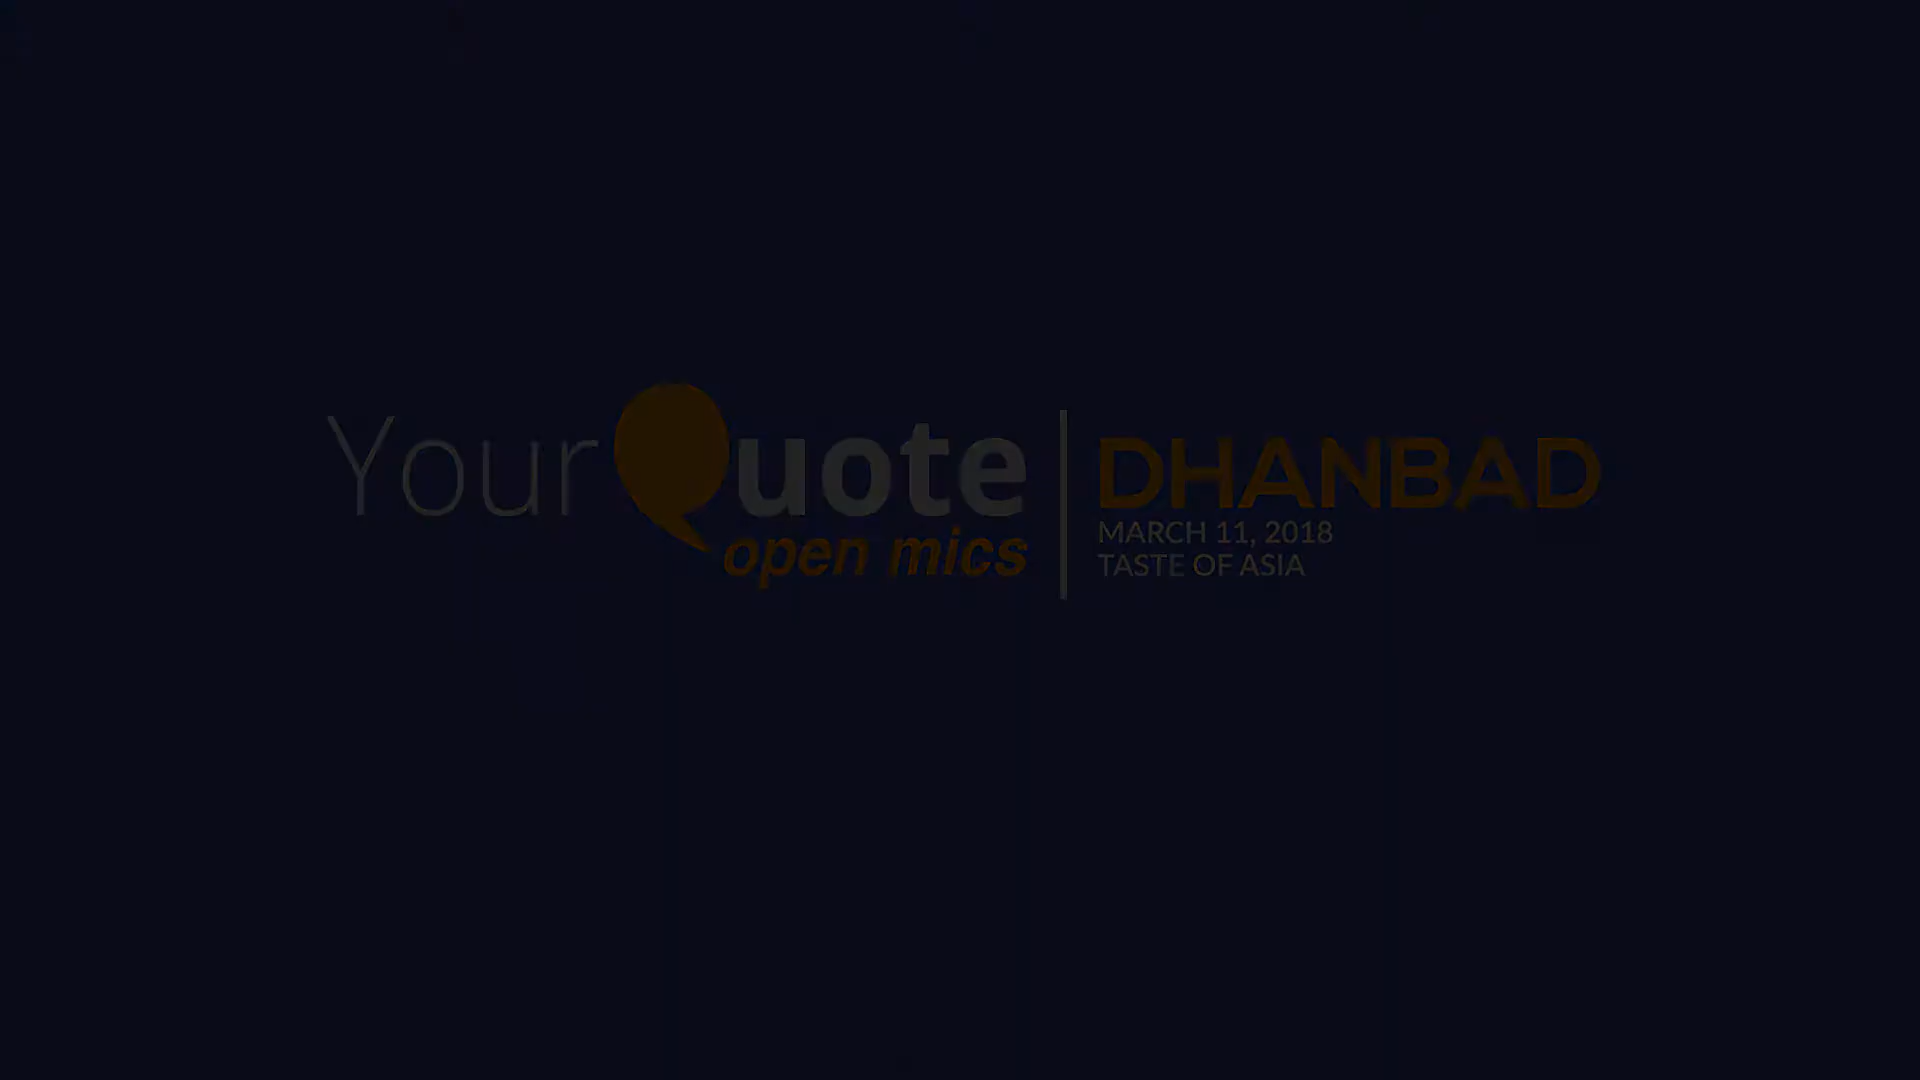 YourQuote
open mics
DHANBAD
MARCH 11, 2018
TASTE OF ASIA